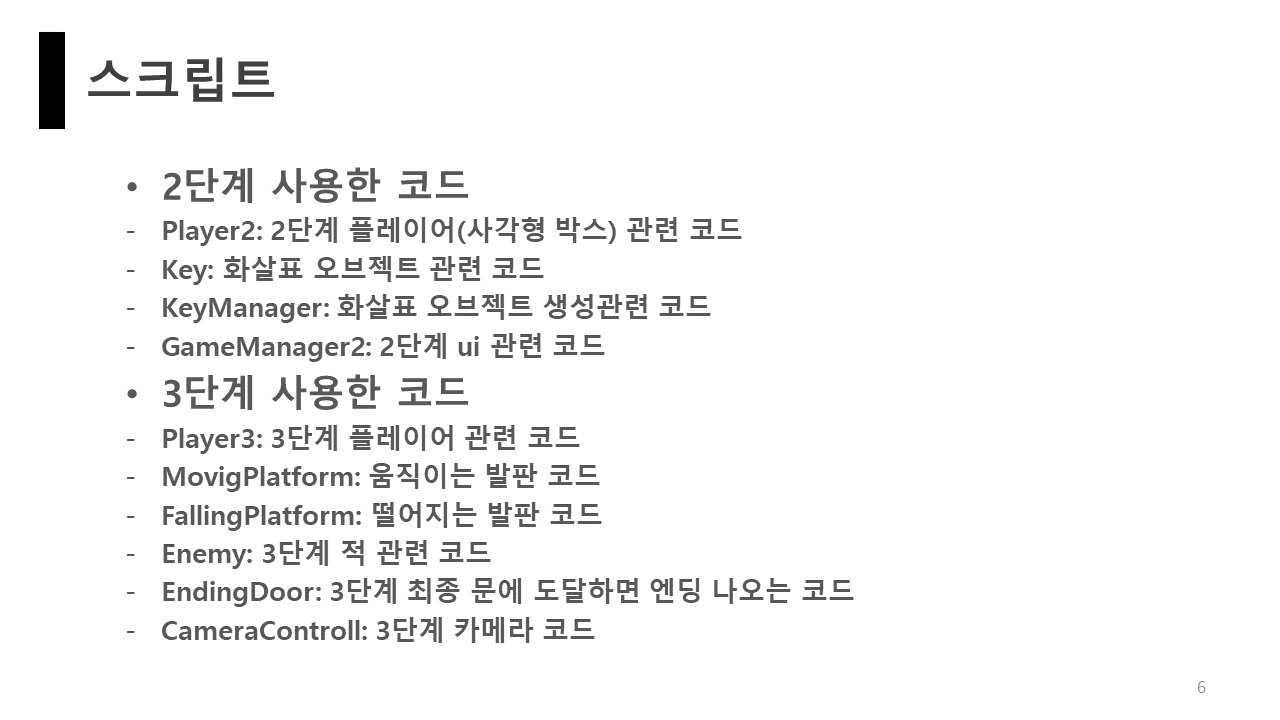 스크립트
• 2단계 사용한 코드
- Player2: 2단계 플레이어(사각형 박스) 관련 코드
- Key: 화살표 오브젝트 관련 코드
- KeyManager: 화살표 오브젝트 생성관련 코드
- GameManager2: 2단계 ui 관련 코드
• 3단계 사용한 코드
- Player3: 3단계 플레이어 관련 코드
- MovigPlatform: 움직이는 발판 코드
- FallingPlatform: 떨어지는 발판 코드
- Enemy: 3단계 적 관련 코드
- EndingDoor: 3단계 최종 문에 도달하면 엔딩 나오는 코드
- CameraControll: 3단계 카메라 코드
6